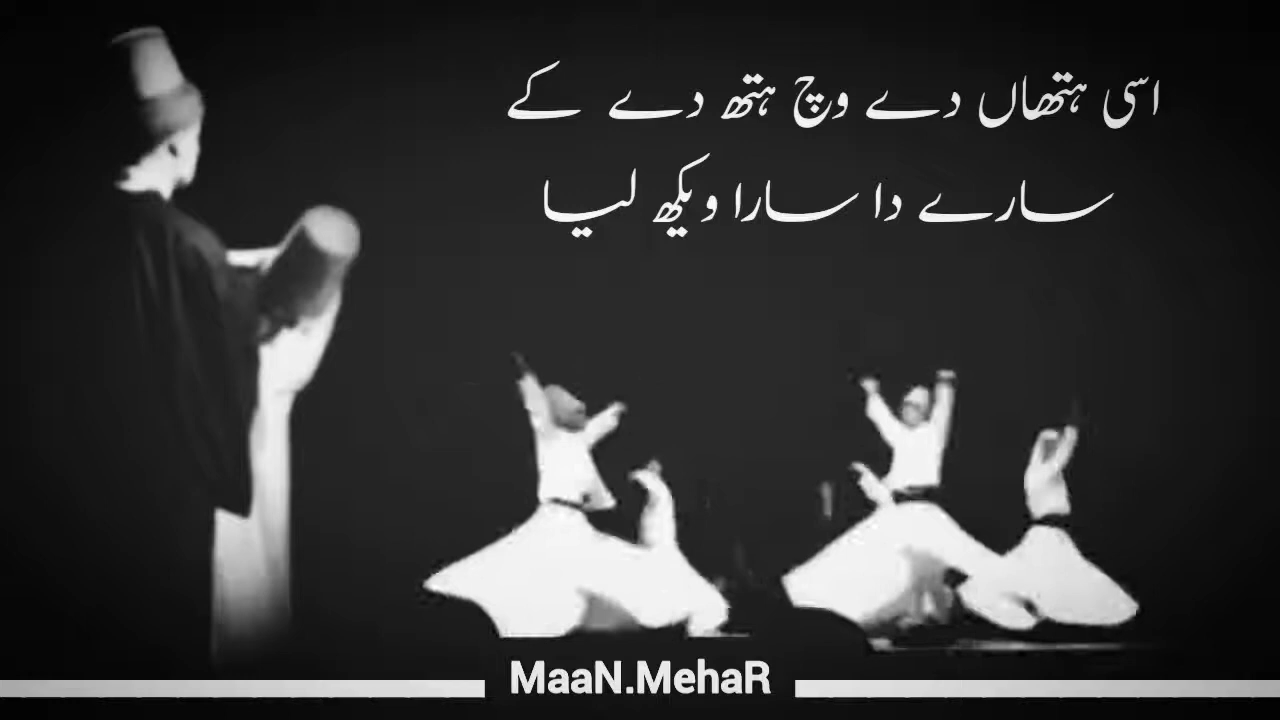 اسی ہتھاں دے وچ ہتھ دے کے
سارے دا سارا ویکھ لیا
MaaN.MehaR